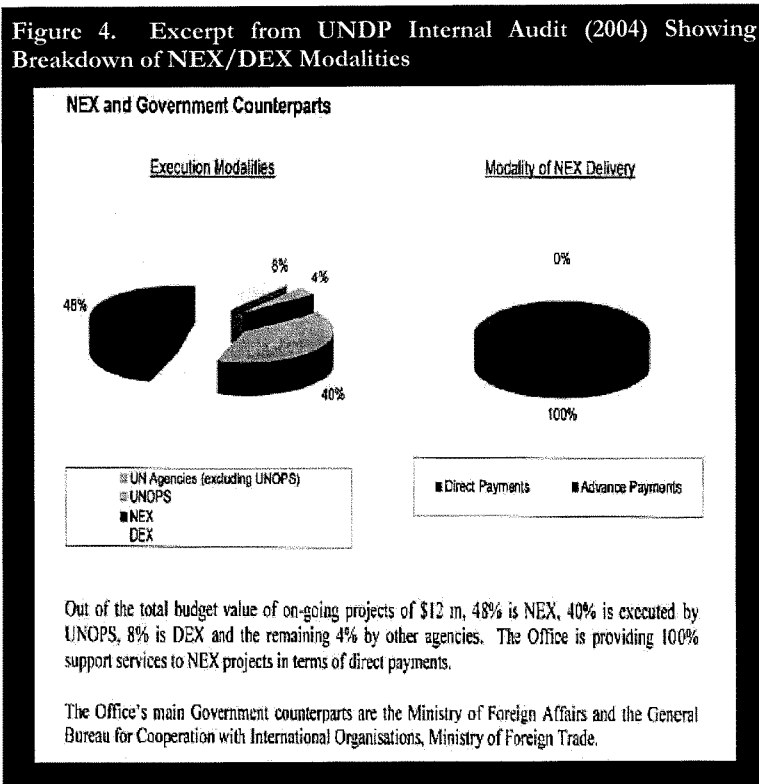 Figure 4. Excerpt from UNDP Internal Audit (2004) Showing
Breakdown of NEX/DEX Modalities
NEX and Government Counterparts
Execution Modalities
Modality of NEX Delivery
8%
4%
48%
40%
0%
100%
UN Agencies (excluding UNOPS)
UNOPS
NEX
DEX
Direct Payments
Advance Payments
Out of the total budget value of on-going projects of $12 m, 48% is NEX, 40% is executed by
UNOPS, 8% is DEX and the remaining 4% by other agencies. The Office is providing 100%
support services to NEX projects in terms of direct payments.
The Office's main Government counterparts are the Ministry of Foreign Affairs and the General
Bureau for Cooperation with International Organisations, Ministry of Foreign Trade.